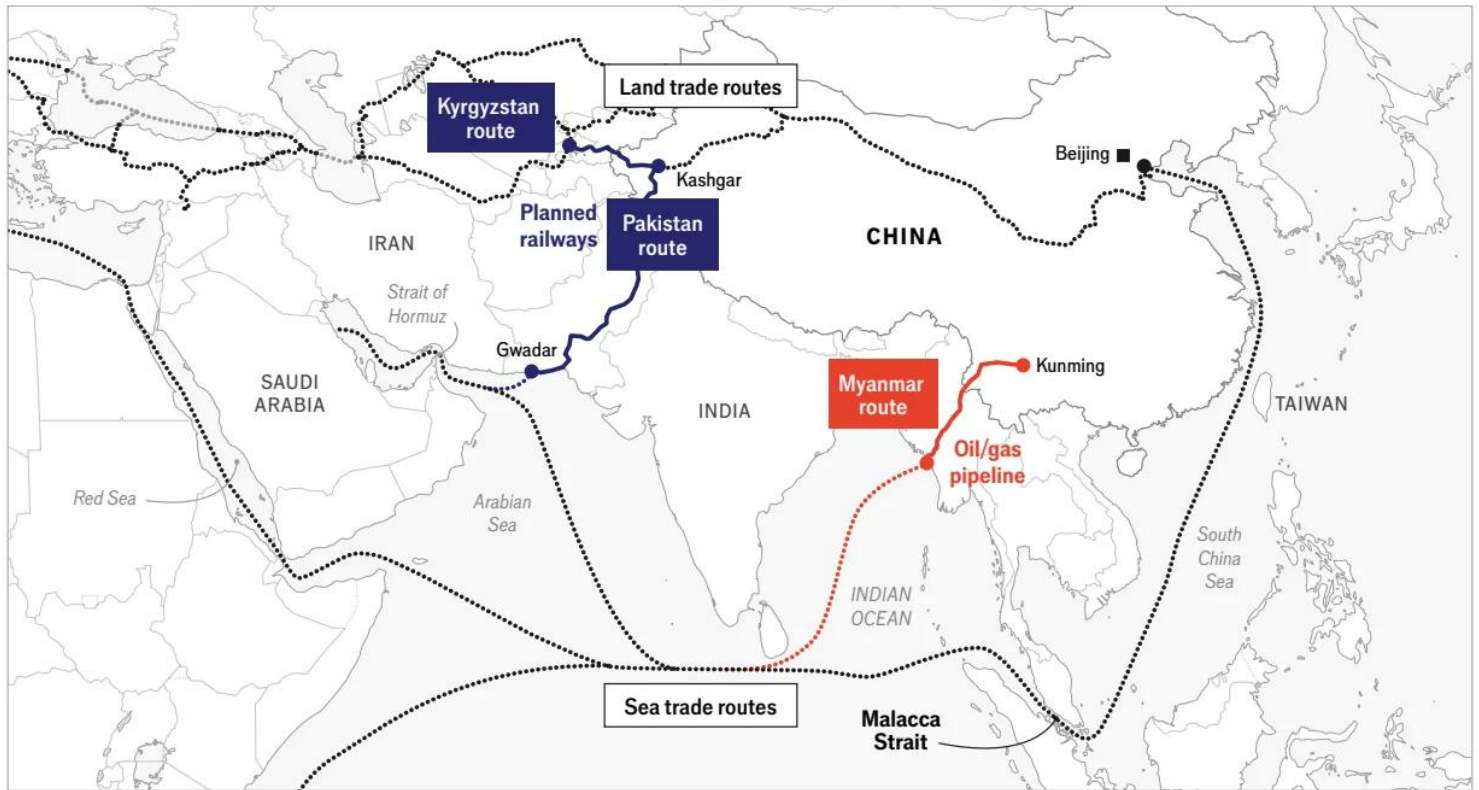 Land trade routes
Kyrgyzstan
route
Beijing
Kashgar
Planned
railways
Pakistan
route
CHINA
IRAN
Strait of
Hormuz
Gwadar
Kunming
Myanmar
route
SAUDI
ARABIA
INDIA
TAIWAN
Oil/gas
pipeline
Red Sea
Arabian
Sea
South
China
Sea
INDIAN
OCEAN
Sea trade routes
Malacca
Strait